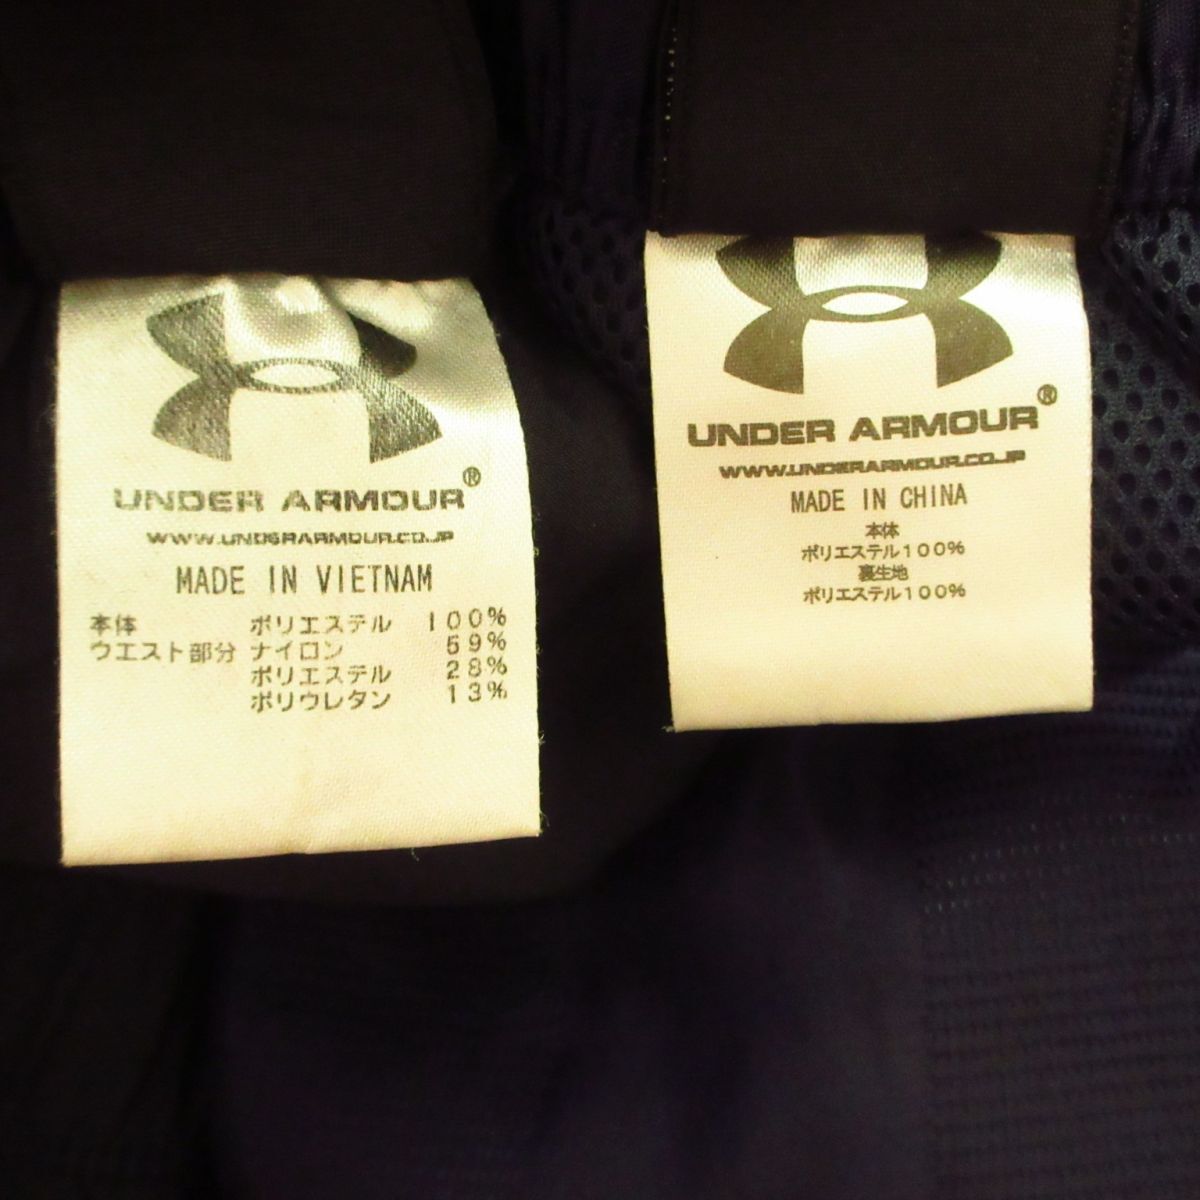 UNDER ARMOUR®
WWW.UNDERARMOUR.CO.JP
MADE IN VIETNAM
本体 ポリエステル 100%
ウエスト部分 ナイロン 59%
ポリエステル 28%
ポリウレタン 13%
UNDER ARMOUR®
WWW.UNDERARMOUR.CO.JP
MADE IN CHINA
本体
ポリエステル100%
裏生地
ポリエステル100%